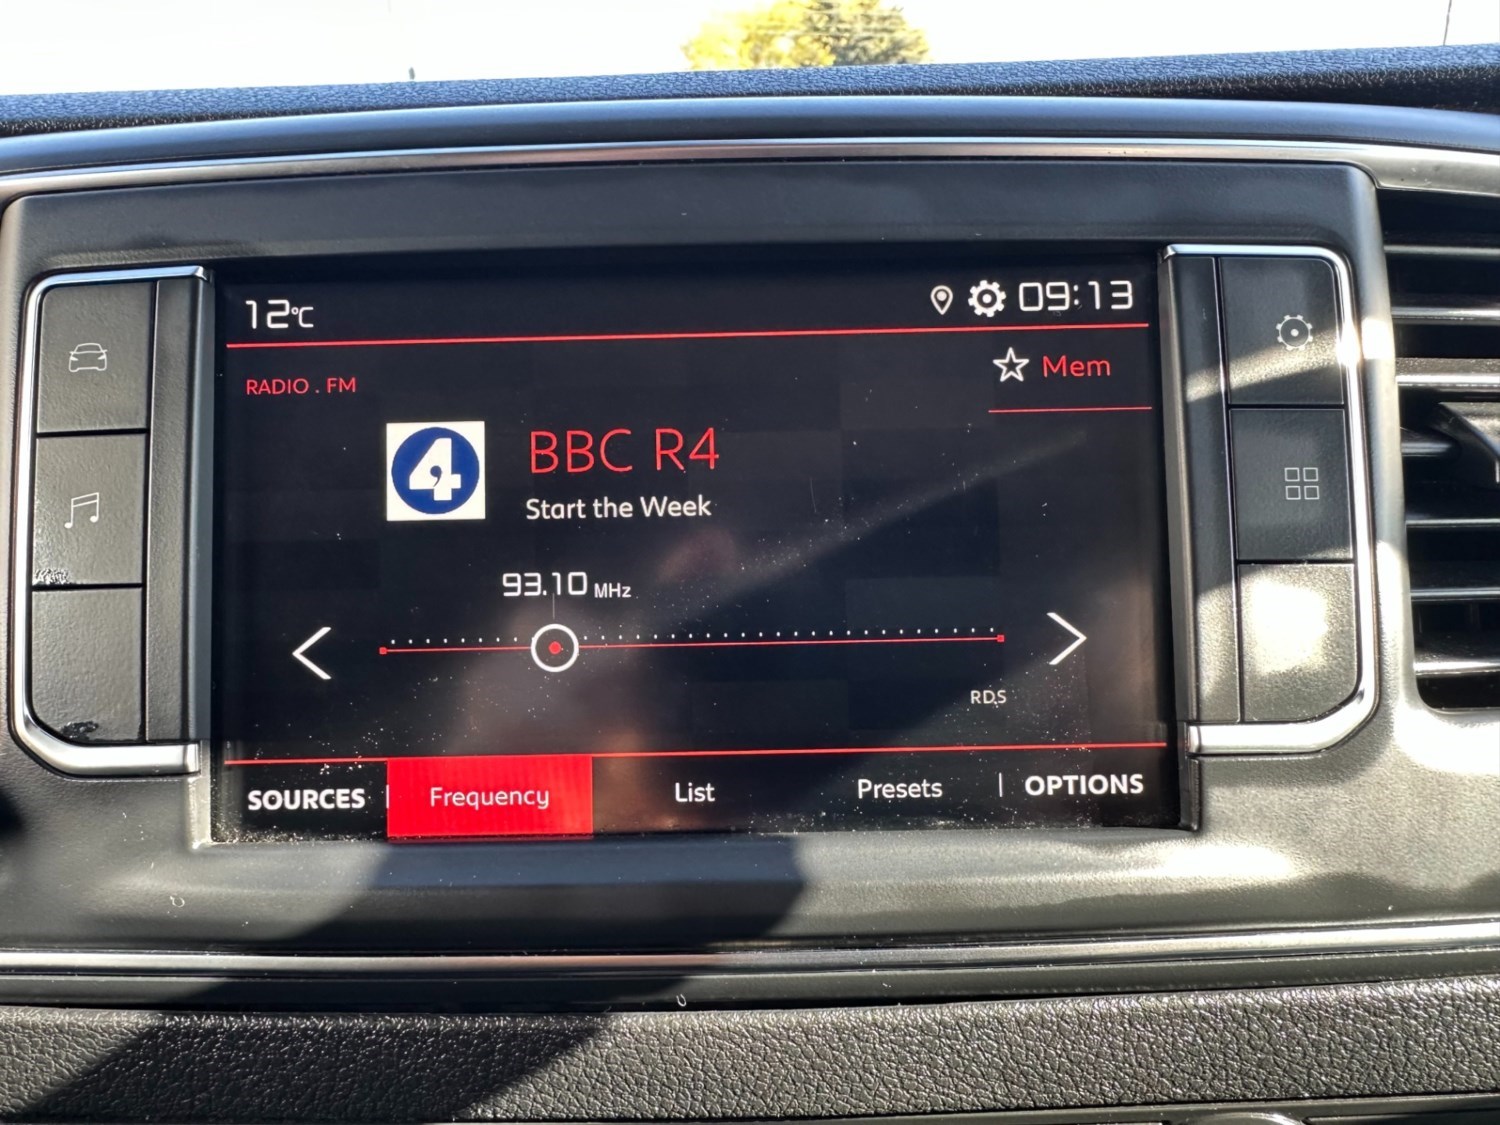 12°C
09:13
Mem
RADIO . FM
4
BBC R4
Start the Week
93.10 MHz
RDS
SOURCES
Frequency
List
Presets
OPTIONS